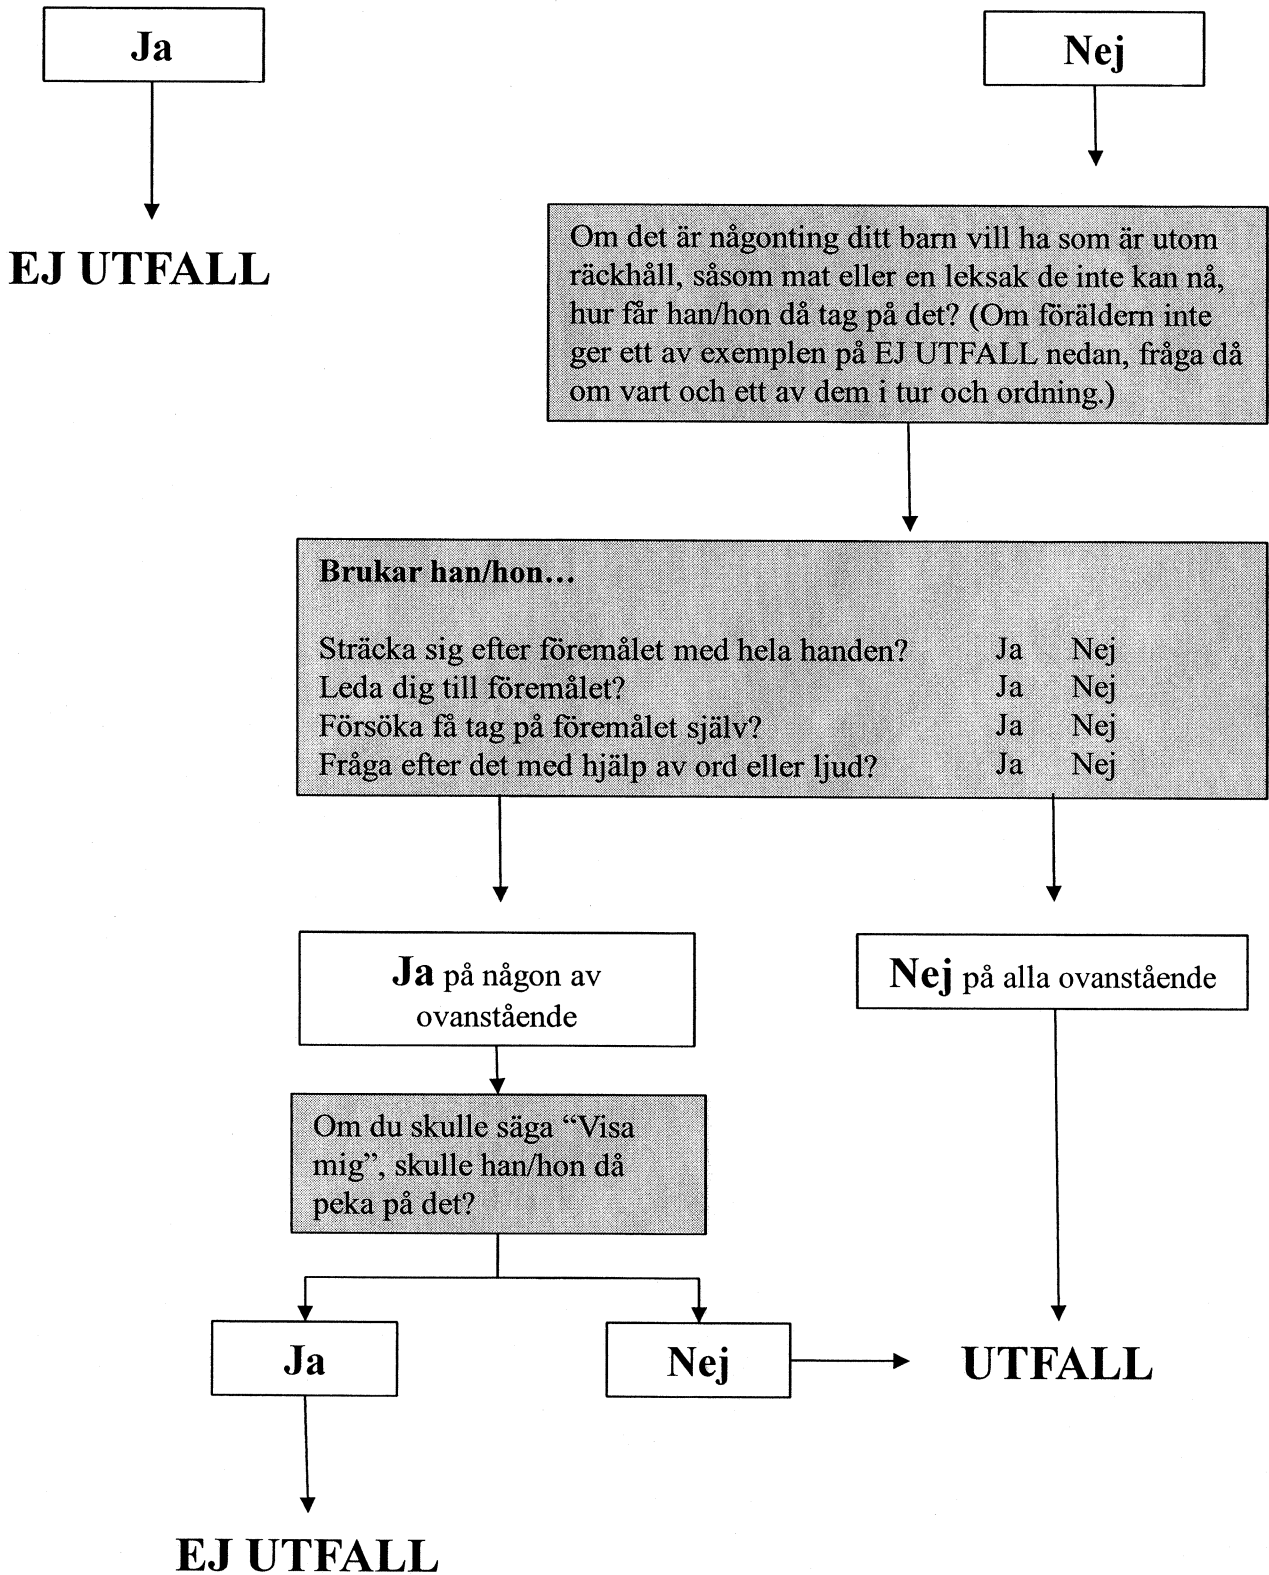 Ja
Nej
EJ UTFALL
Om det är någonting ditt barn vill ha som är utom
räckhåll, såsom mat eller en leksak de inte kan nå,
hur får han/hon då tag på det? (Om föräldern inte
ger ett av exemplen på EJ UTFALL nedan, fråga då
om vart och ett av dem i tur och ordning.)
Brukar han/hon…
Sträcka sig efter föremålet med hela handen? Ja Nej
Leda dig till föremålet? Ja Nej
Försöka få tag på föremålet själv? Ja Nej
Fråga efter det med hjälp av ord eller ljud? Ja Nej
Ja på någon av
ovanstående
Nej på alla ovanstående
Om du skulle säga “Visa
mig”, skulle han/hon då
peka på det?
Ja
Nej
UTFALL
EJ UTFALL